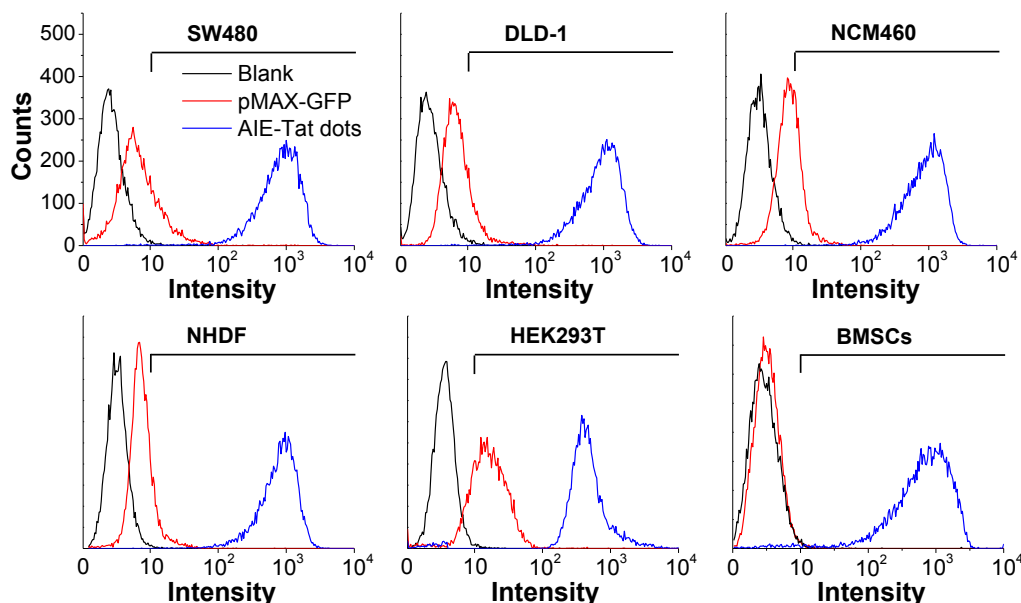 SW480
DLD-1
NCM460
500
400
300
200
100
0
Counts
Blank
pMAX-GFP
AIE-Tat dots
0 10 10² 10³ 10⁴
0 10 10² 10³ 10⁴
0 10 10² 10³ 10⁴
Intensity
Intensity
Intensity
NHDF
HEK293T
BMSCs
0 10 10² 10³ 10⁴
0 10 10² 10³ 10⁴
0 10 10² 10³ 10⁴
Intensity
Intensity
Intensity